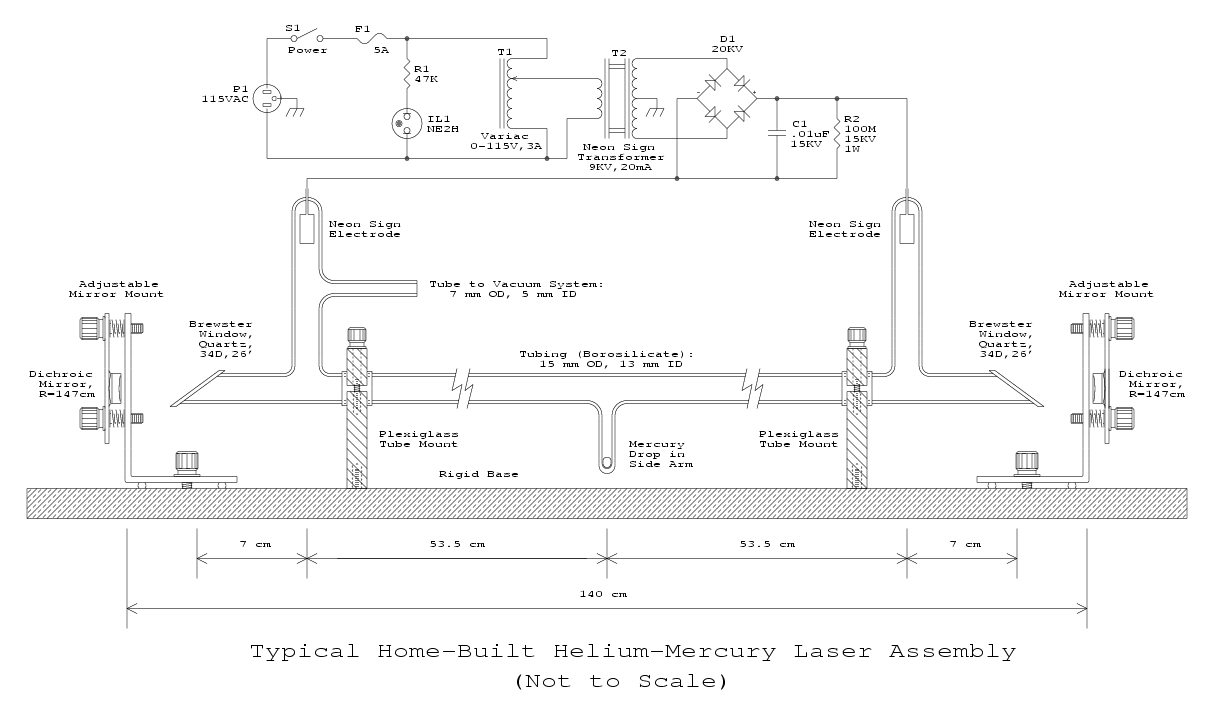 S1
Power
F1
5A
P1
115VAC
R1
47K
IL1
NE2H
T1
Variac
0-115V,3A
T2
Neon Sign
Transformer
9KV,20mA
D1
20KV
-
+
C1
.01uF
15KV
R2
100M
15KV
1W
Neon Sign
Electrode
Neon Sign
Electrode
Adjustable
Mirror Mount
Tube to Vacuum System:
7 mm OD, 5 mm ID
Adjustable
Mirror Mount
Brewster
Window,
Quartz,
34D,26'
Tubing (Borosilicate):
15 mm OD, 13 mm ID
Brewster
Window,
Quartz,
34D,26'
Dichroic
Mirror,
R=147cm
Dichroic
Mirror,
R=147cm
Plexiglass
Tube Mount
Mercury
Drop in
Side Arm
Plexiglass
Tube Mount
Rigid Base
7 cm
53.5 cm
53.5 cm
7 cm
140 cm
Typical Home-Built Helium-Mercury Laser Assembly
(Not to Scale)